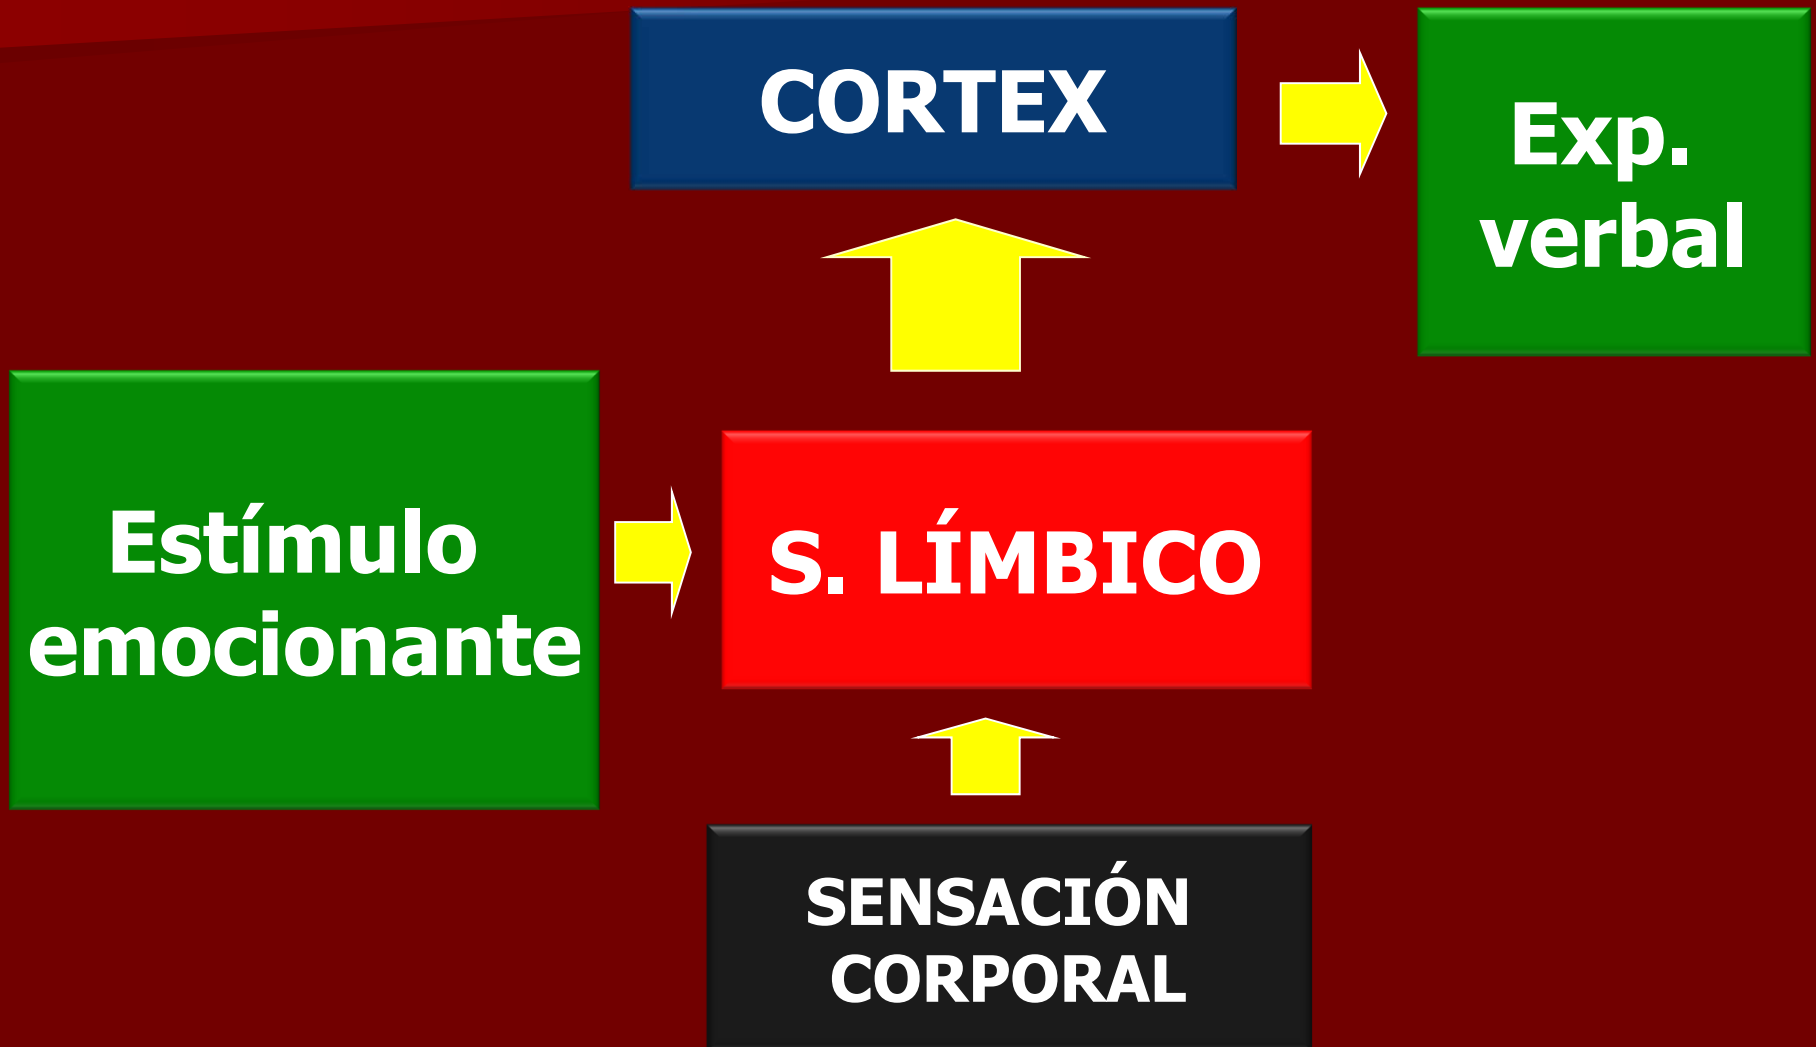 CORTEX
Exp.
verbal
Estímulo
emocionante
S. LÍMBICO
SENSACIÓN
CORPORAL